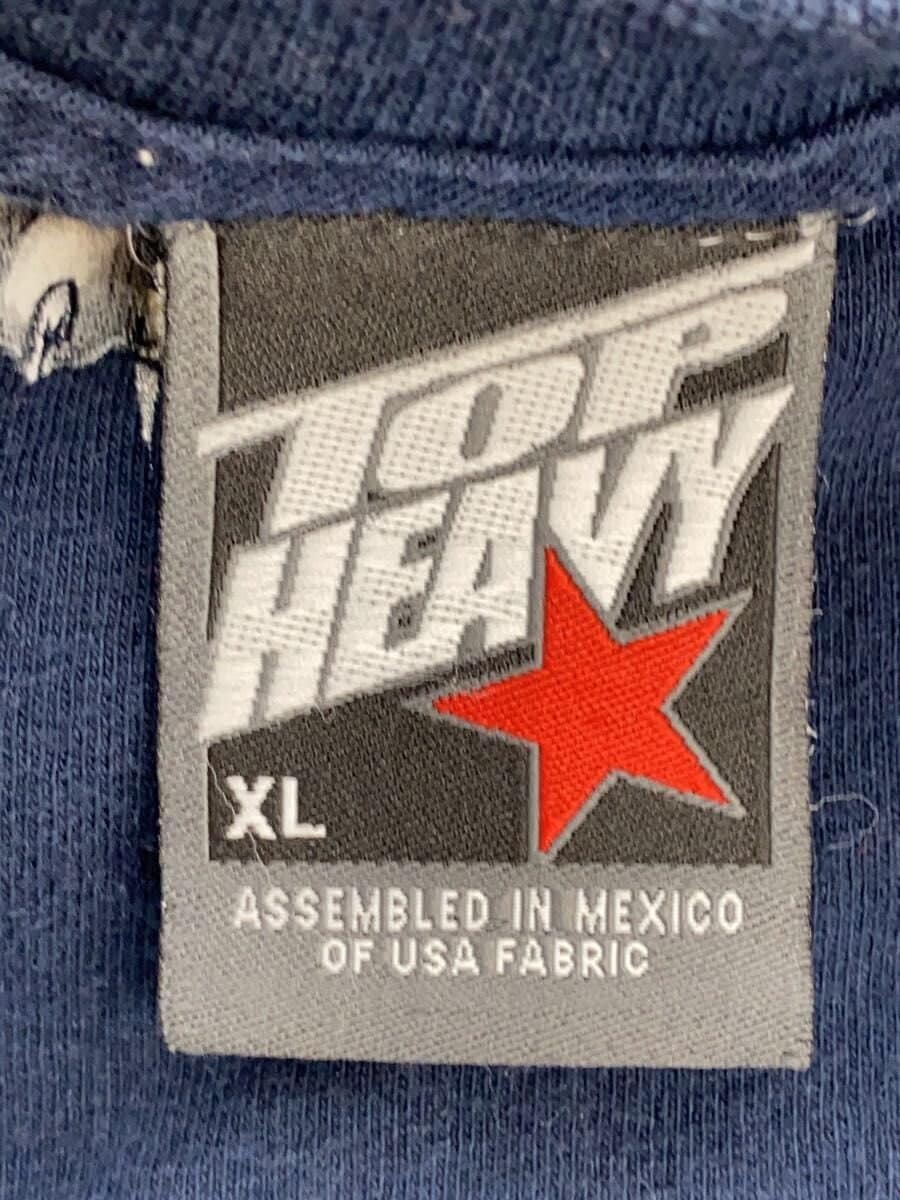 TOP
HEAVY
XL
ASSEMBLED IN MEXICO
OF USA FABRIC